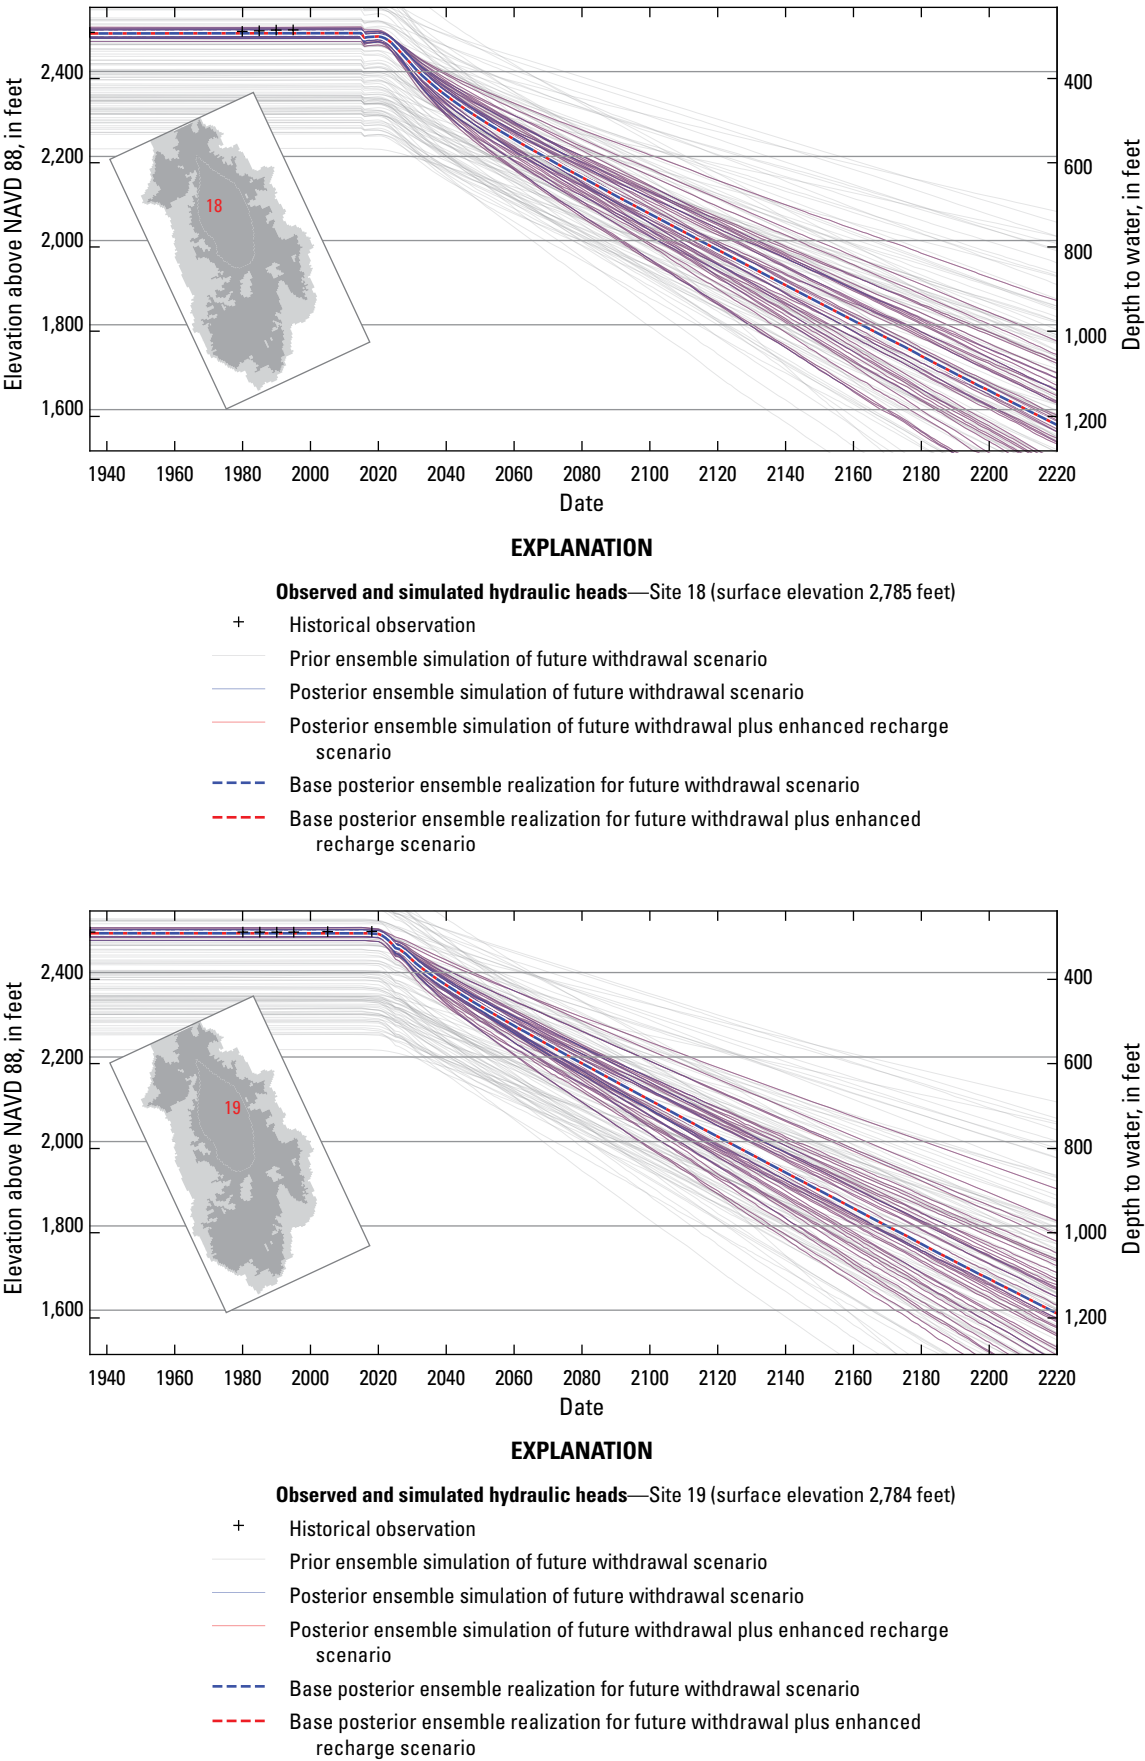 Elevation above NAVD 88, in feet
2,400
2,200
2,000
1,800
1,600
400
600
800
1,000
1,200
Depth to water, in feet
18
1940 1960 1980 2000 2020 2040 2060 2080 2100 2120 2140 2160 2180 2200 2220
Date
EXPLANATION
Observed and simulated hydraulic heads—Site 18 (surface elevation 2,785 feet)
Historical observation
Prior ensemble simulation of future withdrawal scenario
Posterior ensemble simulation of future withdrawal scenario
Posterior ensemble simulation of future withdrawal plus enhanced recharge
scenario
Base posterior ensemble realization for future withdrawal scenario
Base posterior ensemble realization for future withdrawal plus enhanced
recharge scenario
Elevation above NAVD 88, in feet
2,400
2,200
2,000
1,800
1,600
400
600
800
1,000
1,200
Depth to water, in feet
19
1940 1960 1980 2000 2020 2040 2060 2080 2100 2120 2140 2160 2180 2200 2220
Date
EXPLANATION
Observed and simulated hydraulic heads—Site 19 (surface elevation 2,784 feet)
Historical observation
Prior ensemble simulation of future withdrawal scenario
Posterior ensemble simulation of future withdrawal scenario
Posterior ensemble simulation of future withdrawal plus enhanced recharge
scenario
Base posterior ensemble realization for future withdrawal scenario
Base posterior ensemble realization for future withdrawal plus enhanced
recharge scenario